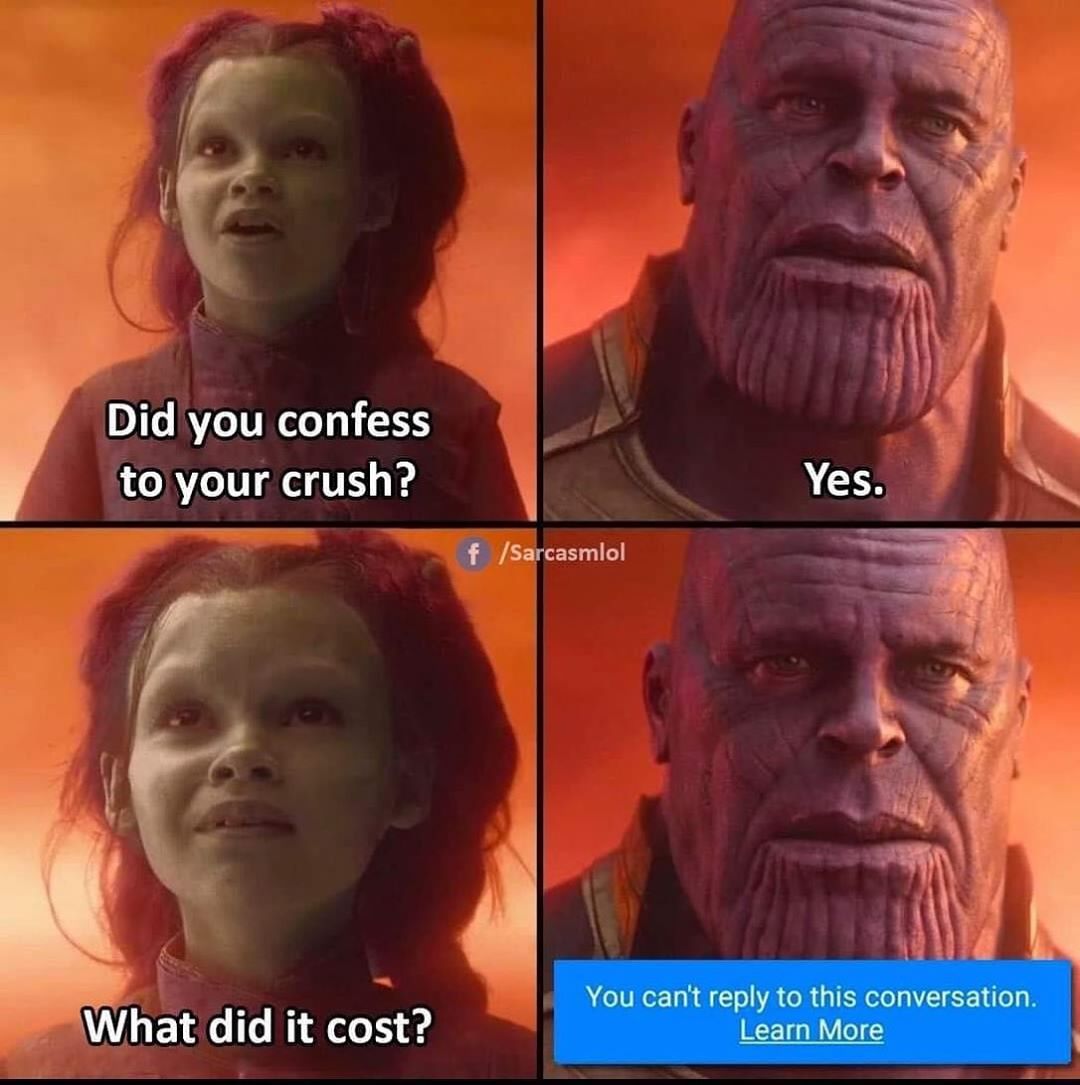 Did you confess
to your crush?
Yes.
f /Sarcasmlol
What did it cost?
You can't reply to this conversation.
Learn More